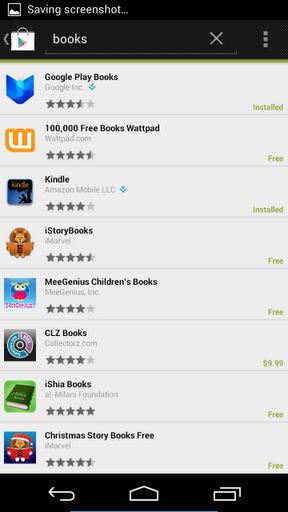 Saving screenshot...
books
Google Play Books
Google Inc.
Installed
100,000 Free Books Wattpad
Wattpad.com
Free
kindle
Kindle
Amazon Mobile LLC
Installed
iStoryBooks
iMarvel
Free
MeeGenius
MeeGenius Children's Books
MeeGenius, Inc.
Free
CLZ Books
Collectorz.com
$9.99
iShia Books
al-Milani Foundation
Free
Christmas Story Books Free
iMarvel
Free